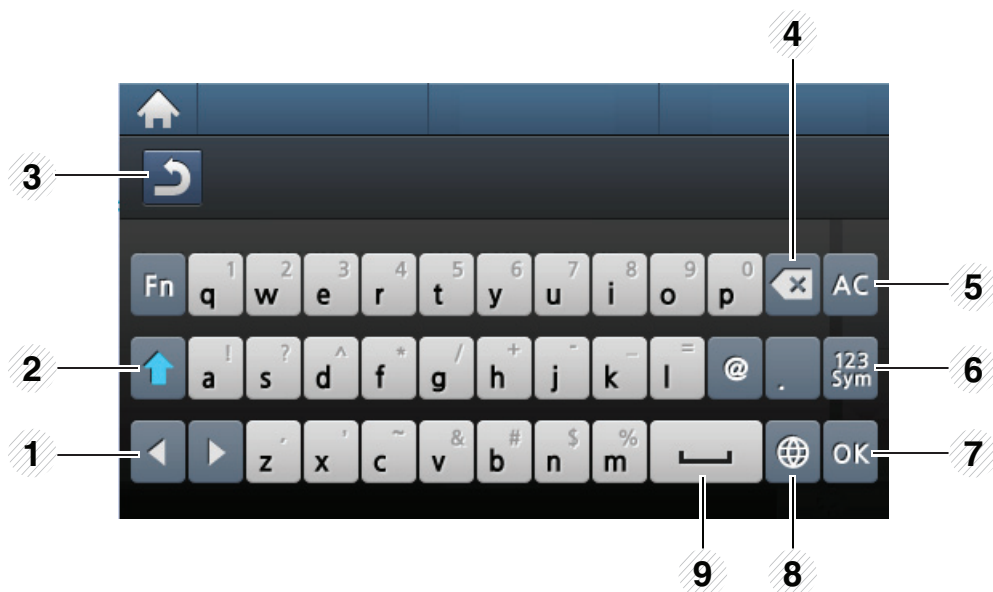 4
3
Fn 1 q 2 w 3 e 4 r 5 t 6 y 7 u 8 i 9 o 0 p AC 5
2 ! a ? s ^ d * f / g + h - j _ k = l @ . 123 Sym 6
1 , z ' x ~ c & v # b $ n % m OK 7
9 8